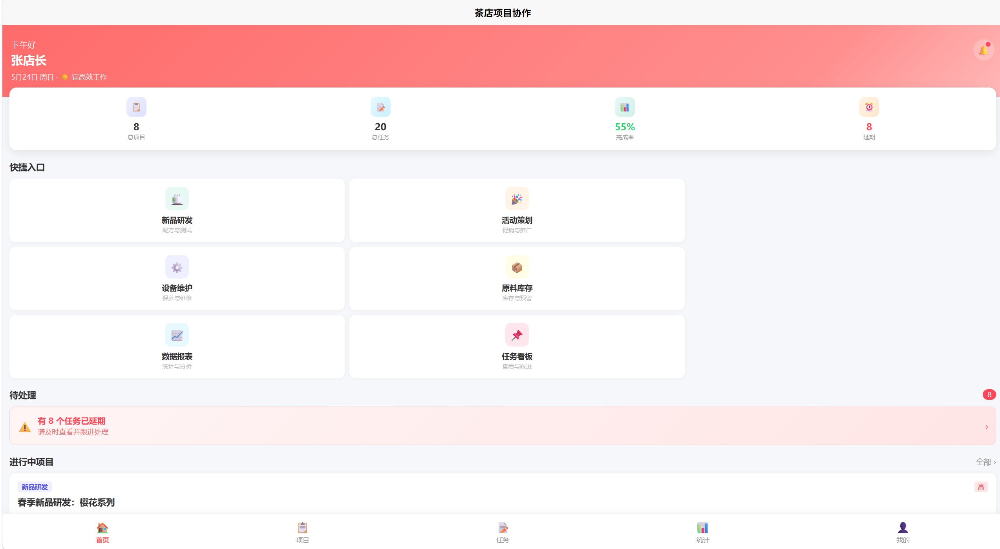 茶店项目协作
下午好
张店长
5月24日 周日 · 宜高效工作
8
总项目
20
总任务
55%
完成率
8
延期
快捷入口
新品研发
配方与测试
活动策划
促销与推广
设备维护
保养与维修
原料库存
库存与预警
数据报表
统计与分析
任务看板
查看与跟进
待处理
8
有 8 个任务已延期
请及时查看并跟进处理
›
进行中项目
全部 ›
新品研发
高
春季新品研发：樱花系列
首页
项目
任务
统计
我的